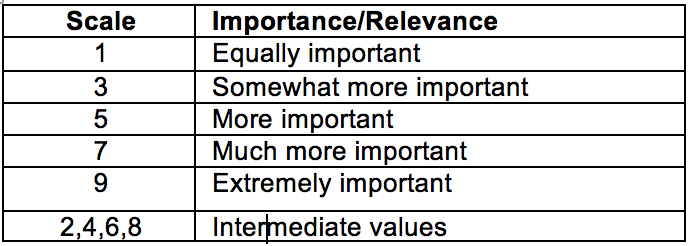 Scale Importance/Relevance
1 Equally important
3 Somewhat more important
5 More important
7 Much more important
9 Extremely important
2,4,6,8 Intermediate values